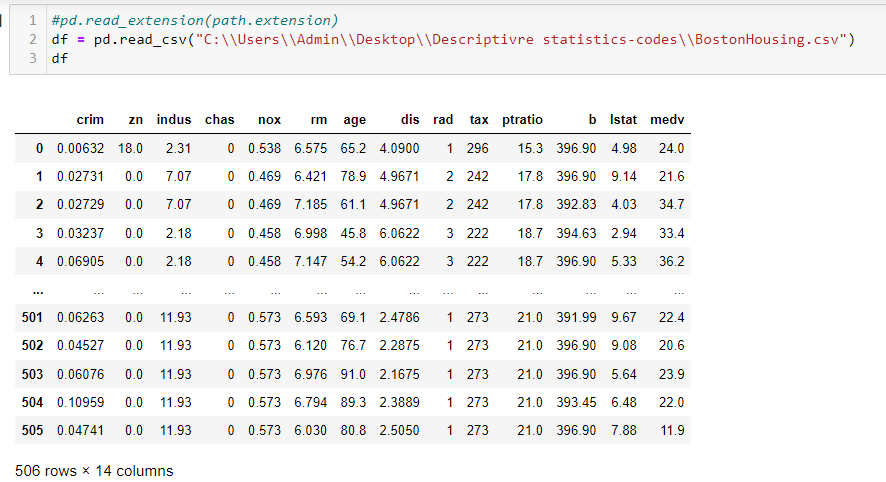 1 #pd.read_extension(path.extension)
2 df = pd.read_csv("C:\\Users\\Admin\\Desktop\\Descriptivre statistics-codes\\BostonHousing.csv")
3 df
crim zn indus chas nox rm age dis rad tax ptratio b lstat medv
0 0.00632 18.0 2.31 0 0.538 6.575 65.2 4.0900 1 296 15.3 396.90 4.98 24.0
1 0.02731 0.0 7.07 0 0.469 6.421 78.9 4.9671 2 242 17.8 396.90 9.14 21.6
2 0.02729 0.0 7.07 0 0.469 7.185 61.1 4.9671 2 242 17.8 392.83 4.03 34.7
3 0.03237 0.0 2.18 0 0.458 6.998 45.8 6.0622 3 222 18.7 394.63 2.94 33.4
4 0.06905 0.0 2.18 0 0.458 7.147 54.2 6.0622 3 222 18.7 396.90 5.33 36.2
... ... ... ... ... ... ... ... ... ... ... ... ... ... ...
501 0.06263 0.0 11.93 0 0.573 6.593 69.1 2.4786 1 273 21.0 391.99 9.67 22.4
502 0.04527 0.0 11.93 0 0.573 6.120 76.7 2.2875 1 273 21.0 396.90 9.08 20.6
503 0.06076 0.0 11.93 0 0.573 6.976 91.0 2.1675 1 273 21.0 396.90 5.64 23.9
504 0.10959 0.0 11.93 0 0.573 6.794 89.3 2.3889 1 273 21.0 393.45 6.48 22.0
505 0.04741 0.0 11.93 0 0.573 6.030 80.8 2.5050 1 273 21.0 396.90 7.88 11.9
506 rows × 14 columns